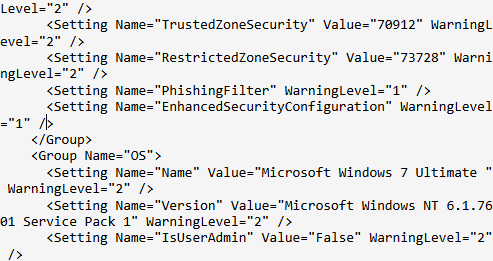 Level="2" />
<Setting Name="TrustedZoneSecurity" Value="70912" WarningL
evel="2" />
<Setting Name="RestrictedZoneSecurity" Value="73728" Warni
ngLevel="2" />
<Setting Name="PhishingFilter" WarningLevel="1" />
<Setting Name="EnhancedSecurityConfiguration" WarningLevel
="1" />
</Group>
<Group Name="OS">
<Setting Name="Name" Value="Microsoft Windows 7 Ultimate "
WarningLevel="2" />
<Setting Name="Version" Value="Microsoft Windows NT 6.1.76
01 Service Pack 1" WarningLevel="2" />
<Setting Name="IsUserAdmin" Value="False" WarningLevel="2"
/>